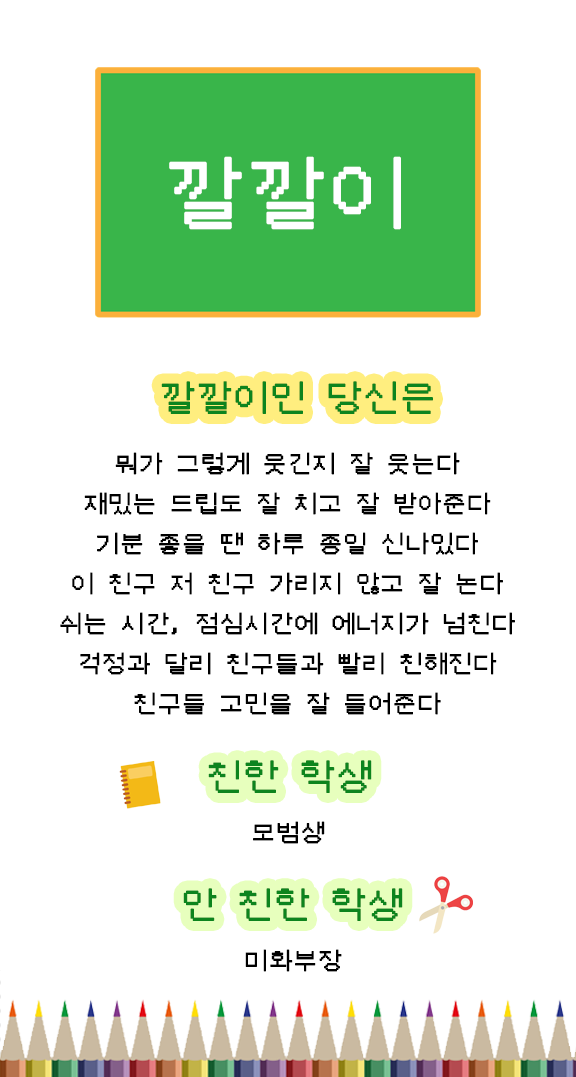 깔깔이
깔깔이인 당신은
뭐가 그렇게 웃긴지 잘 웃는다
재밌는 드립도 잘 치고 잘 받아준다
기분 좋을 땐 하루 종일 신나있다
이 친구 저 친구 가리지 않고 잘 논다
쉬는 시간, 점심시간에 에너지가 넘친다
걱정과 달리 친구들과 빨리 친해진다
친구들 고민을 잘 들어준다
친한 학생
모범생
안 친한 학생
미화부장